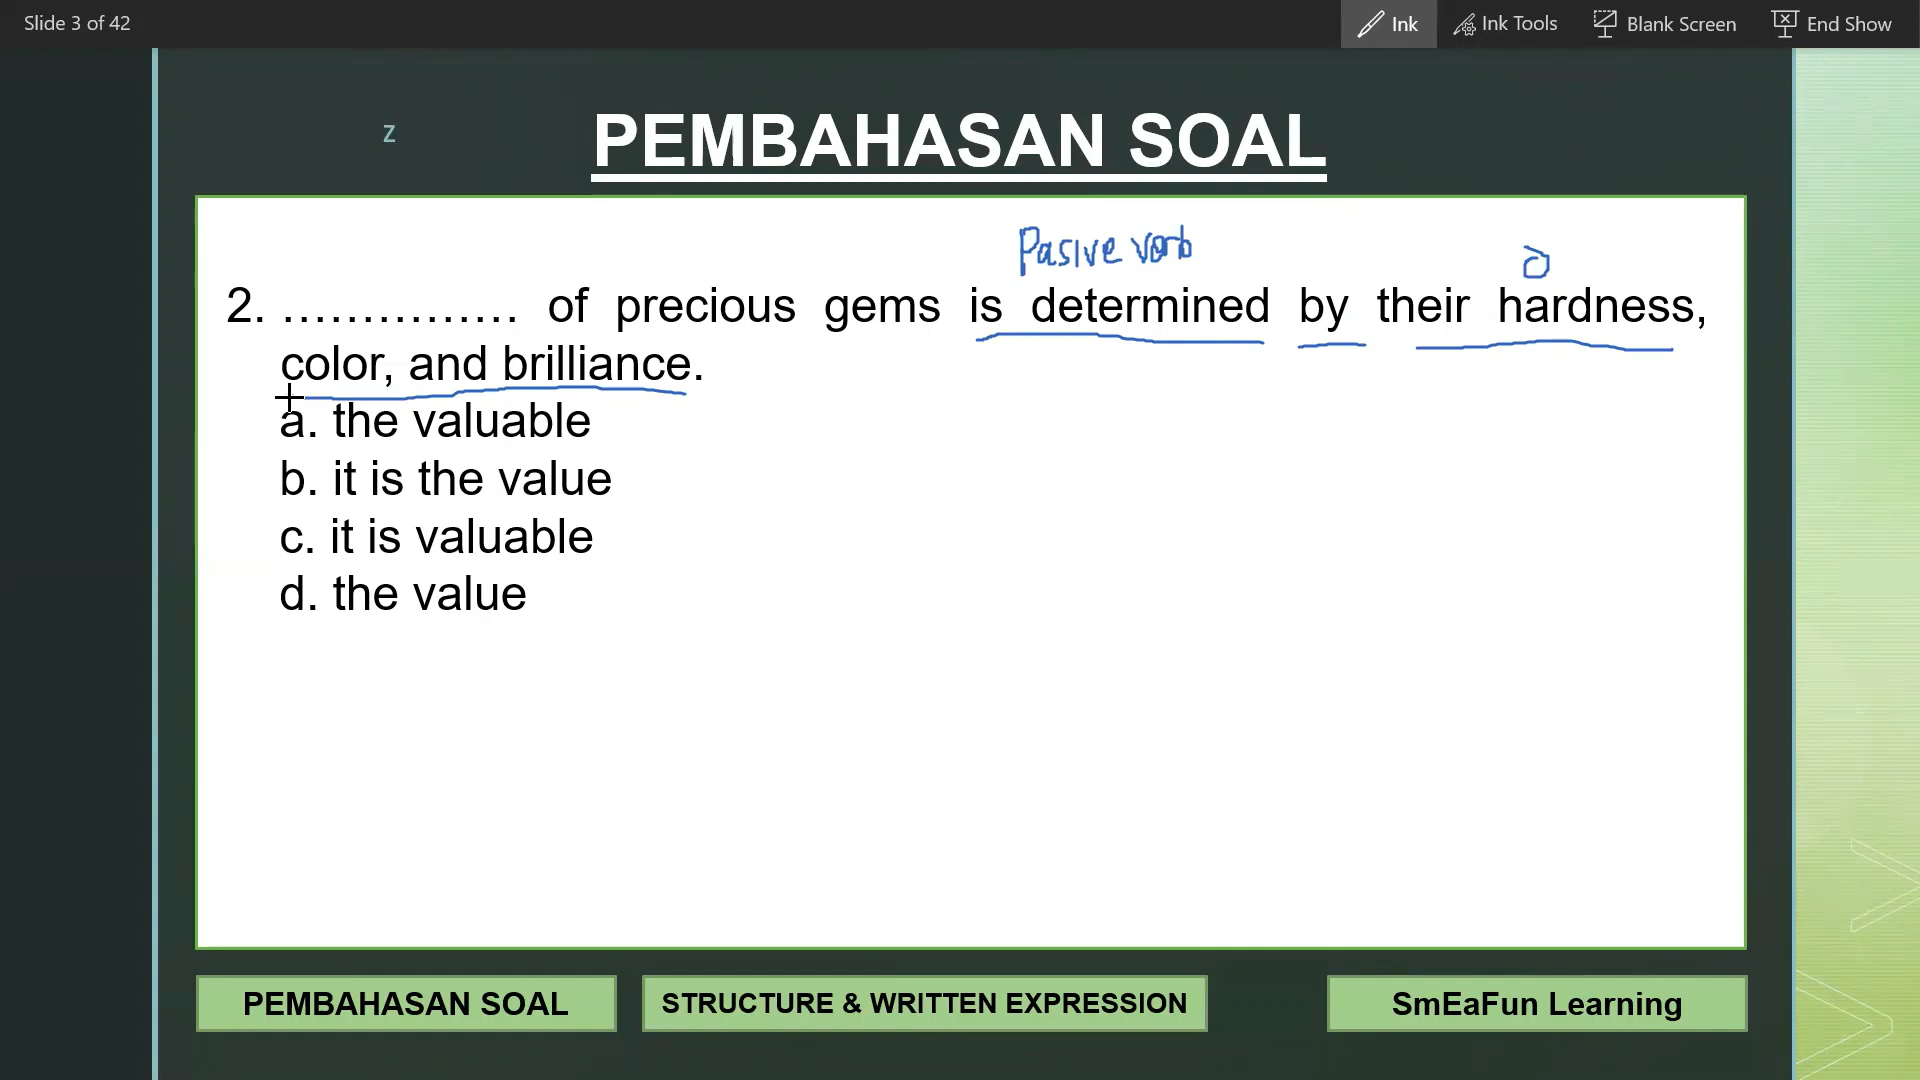 Slide 3 of 42
Ink
Ink Tools
Blank Screen
End Show
z
PEMBAHASAN SOAL
Pasive verb
2. …………… of precious gems is determined by their hardness,
color, and brilliance.
a. the valuable
b. it is the value
c. it is valuable
d. the value
PEMBAHASAN SOAL
STRUCTURE & WRITTEN EXPRESSION
SmEaFun Learning